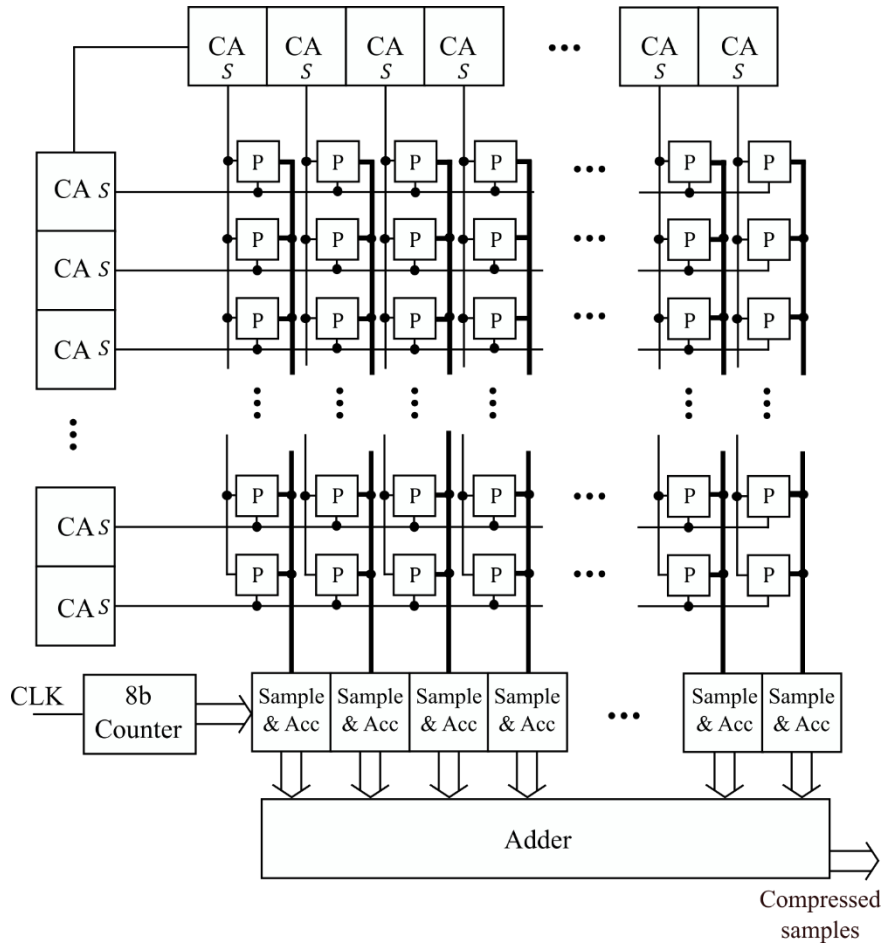 CA CA CA CA CA CA
S S S S S S
P P P P P P
CA S
P P P P P P
CA S
P P P P P P
CA S
P P P P P P
CA S
P P P P P P
CA S
CLK
8b
Counter
Sample
& Acc
Sample
& Acc
Sample
& Acc
Sample
& Acc
Sample
& Acc
Sample
& Acc
Adder
Compressed
samples